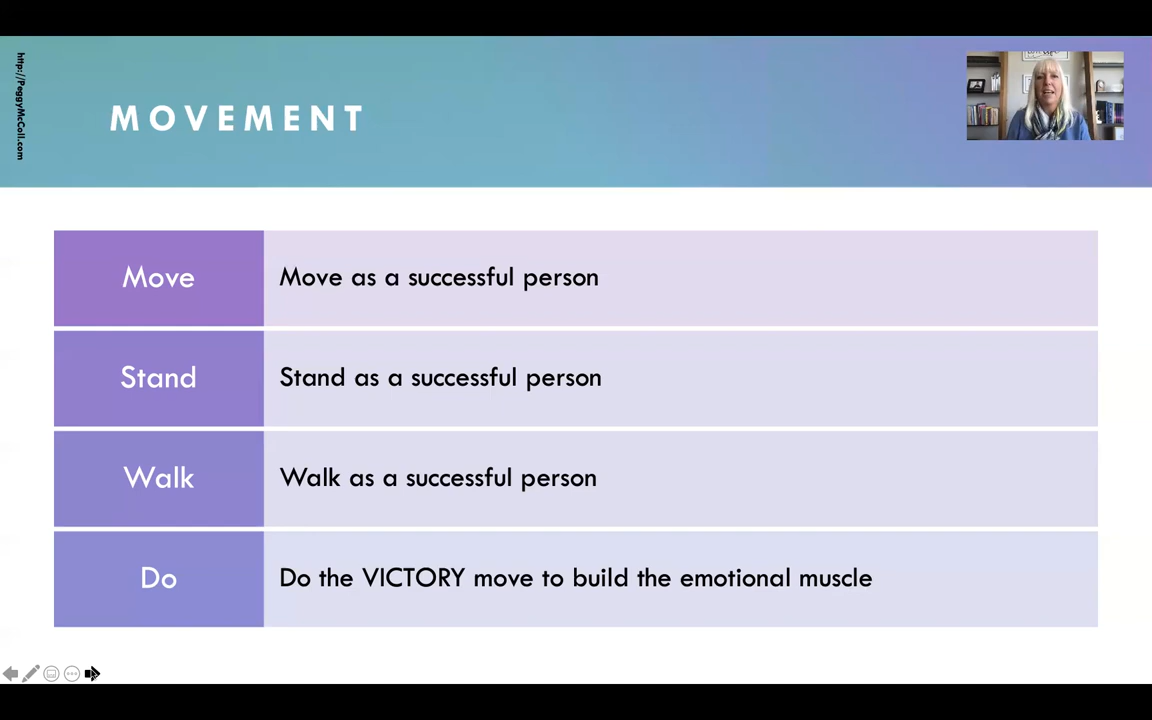 http://PeggyMcColl.com
MOVEMENT
Move
Move as a successful person
Stand
Stand as a successful person
Walk
Walk as a successful person
Do
Do the VICTORY move to build the emotional muscle